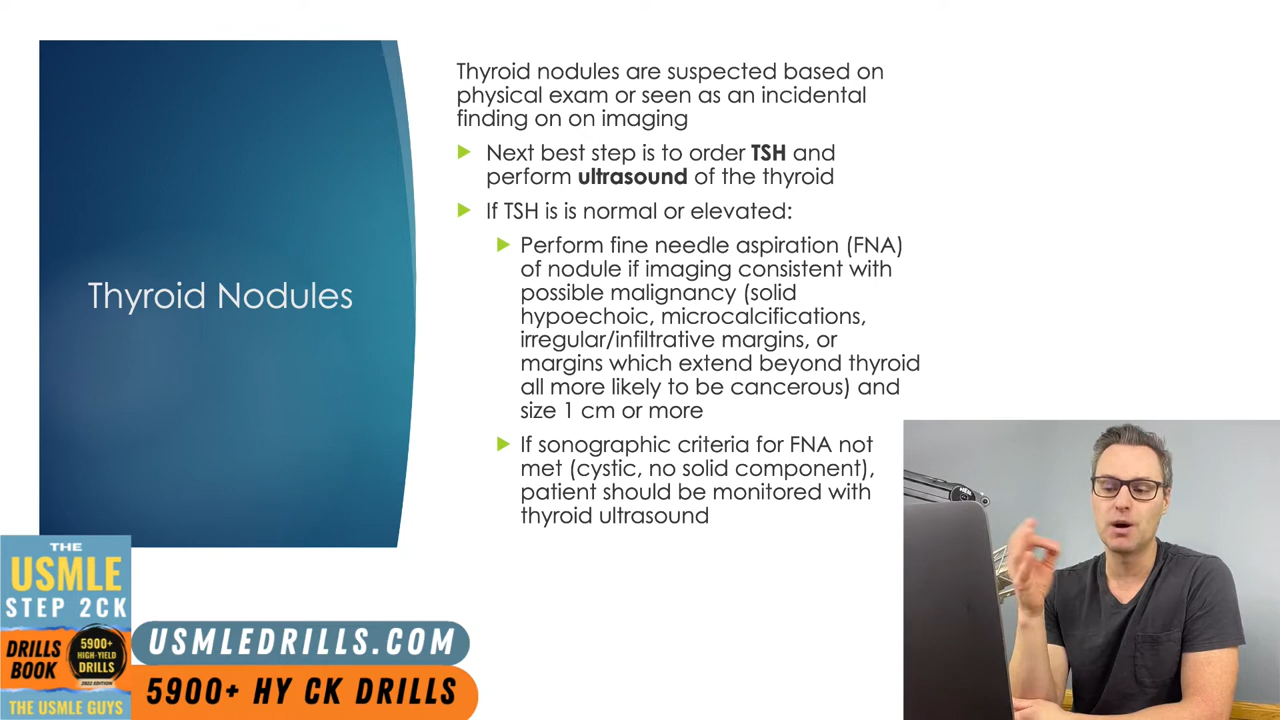 Thyroid Nodules
Thyroid nodules are suspected based on
physical exam or seen as an incidental
finding on on imaging
Next best step is to order TSH and
perform ultrasound of the thyroid
If TSH is is normal or elevated:
Perform fine needle aspiration (FNA)
of nodule if imaging consistent with
possible malignancy (solid
hypoechoic, microcalcifications,
irregular/infiltrative margins, or
margins which extend beyond thyroid
all more likely to be cancerous) and
size 1 cm or more
If sonographic criteria for FNA not
met (cystic, no solid component),
patient should be monitored with
thyroid ultrasound
THE
USMLE
STEP 2CK
DRILLS
BOOK
5900+
HIGH-YIELD
DRILLS
2022 EDITION
THE USMLE GUYS
USMLEDRILLS.COM
5900+ HY CK DRILLS